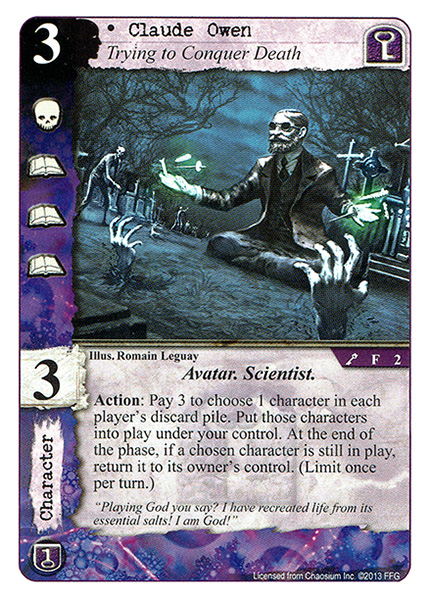 3
• Claude Owen
Trying to Conquer Death
Illus. Romain Leguay
F 2
3
Avatar. Scientist.
Action: Pay 3 to choose 1 character in each
player's discard pile. Put those characters
into play under your control. At the end of
the phase, if a chosen character is still in play,
return it to its owner's control. (Limit once
per turn.)
"Playing God you say? I have recreated life from its
essential salts! I am God!"
Character
1
Licensed from Chaosium Inc. ©2013 FFG